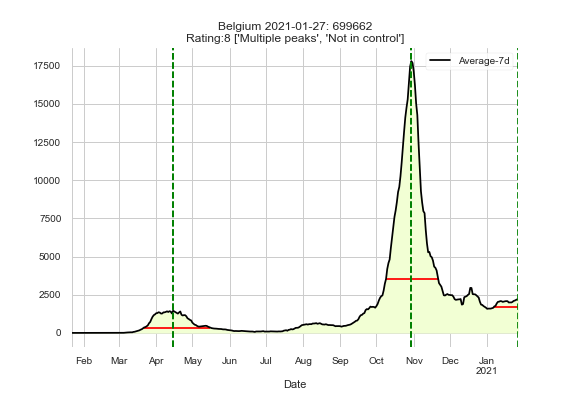 Belgium 2021-01-27: 699662
Rating:8 ['Multiple peaks', 'Not in control']
Average-7d
17500
15000
12500
10000
7500
5000
2500
0
Feb Mar Apr May Jun Jul Aug Sep Oct Nov Dec Jan
2021
Date